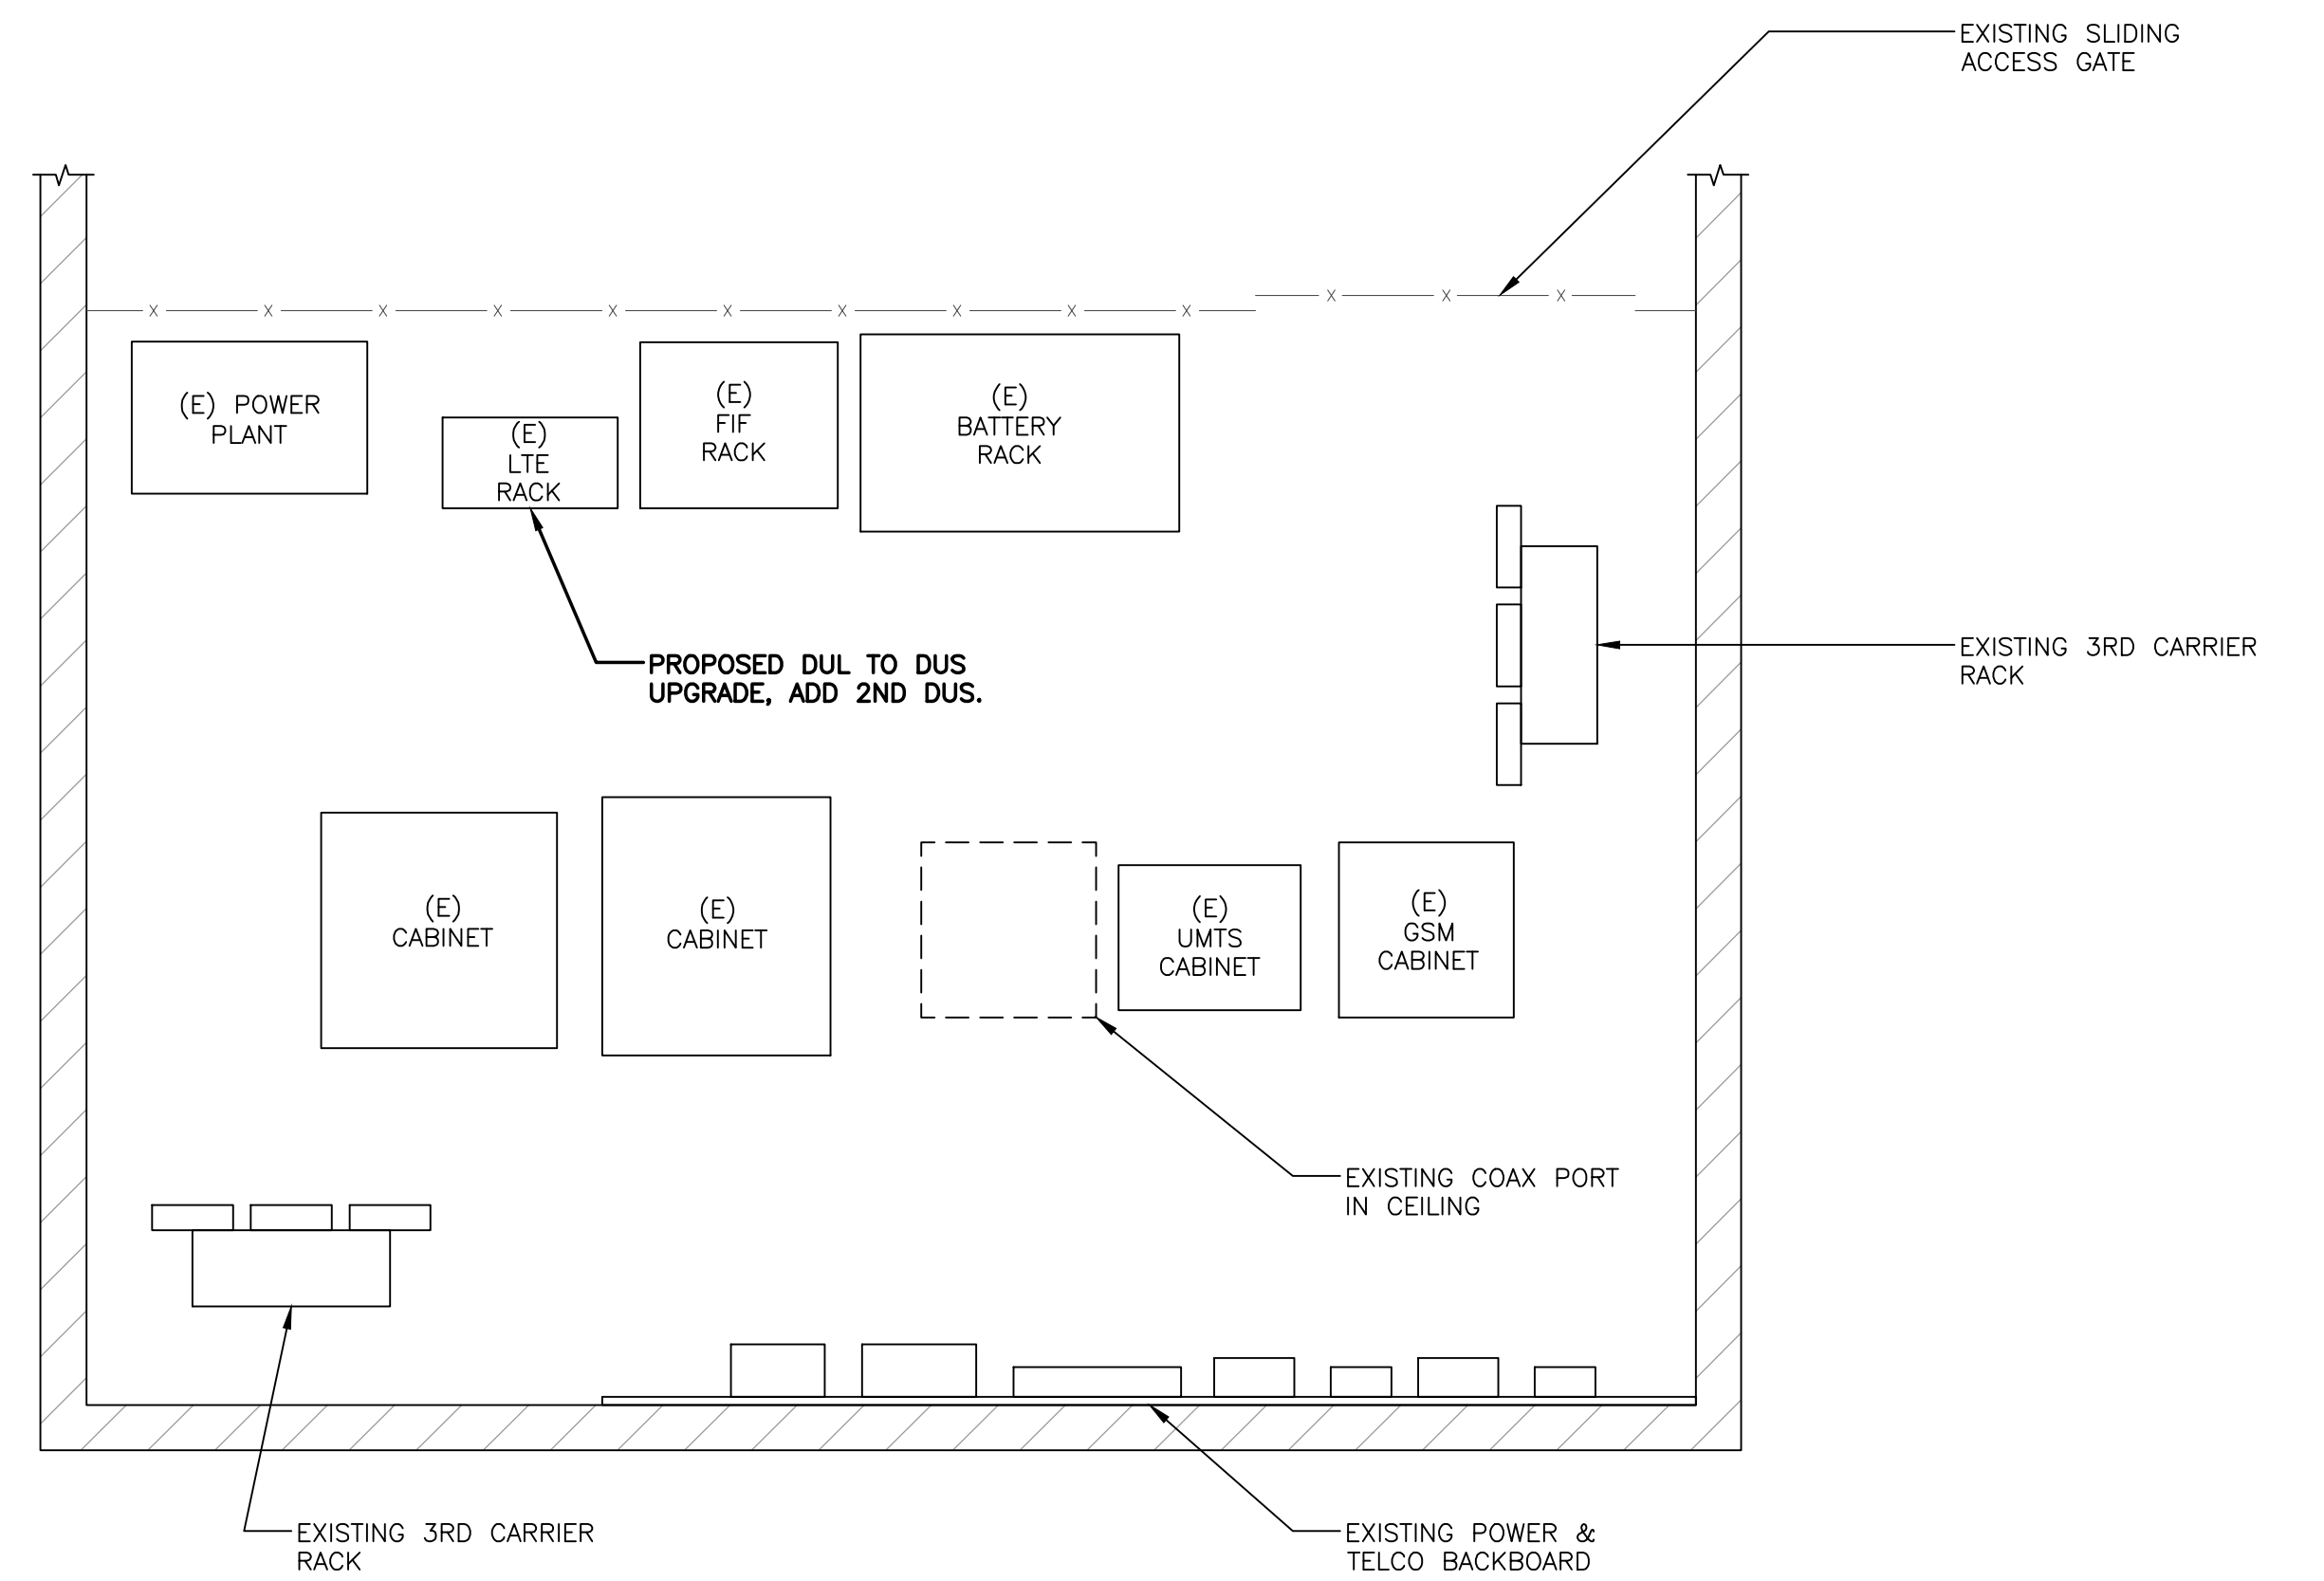 EXISTING SLIDING
ACCESS GATE
(E) POWER
PLANT
(E)
LTE
RACK
(E)
FIF
RACK
(E)
BATTERY
RACK
PROPOSED DUL TO DUS
UPGRADE, ADD 2ND DUS.
EXISTING 3RD CARRIER
RACK
(E)
CABINET
(E)
CABINET
(E)
UMTS
CABINET
(E)
GSM
CABINET
EXISTING COAX PORT
IN CEILING
EXISTING 3RD CARRIER
RACK
EXISTING POWER &
TELCO BACKBOARD